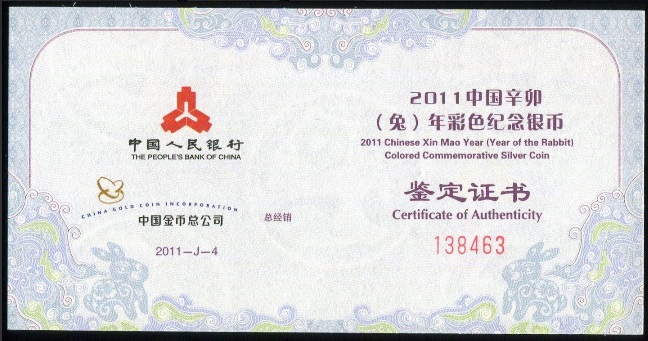 中国人民银行
THE PEOPLE'S BANK OF CHINA
CHINA GOLD COIN INCORPORATION
中国金币总公司 总经销
2011-J-4
2011中国辛卯
（兔）年彩色纪念银币
2011 Chinese Xin Mao Year (Year of the Rabbit)
Colored Commemorative Silver Coin
鉴定证书
Certificate of Authenticity
138463